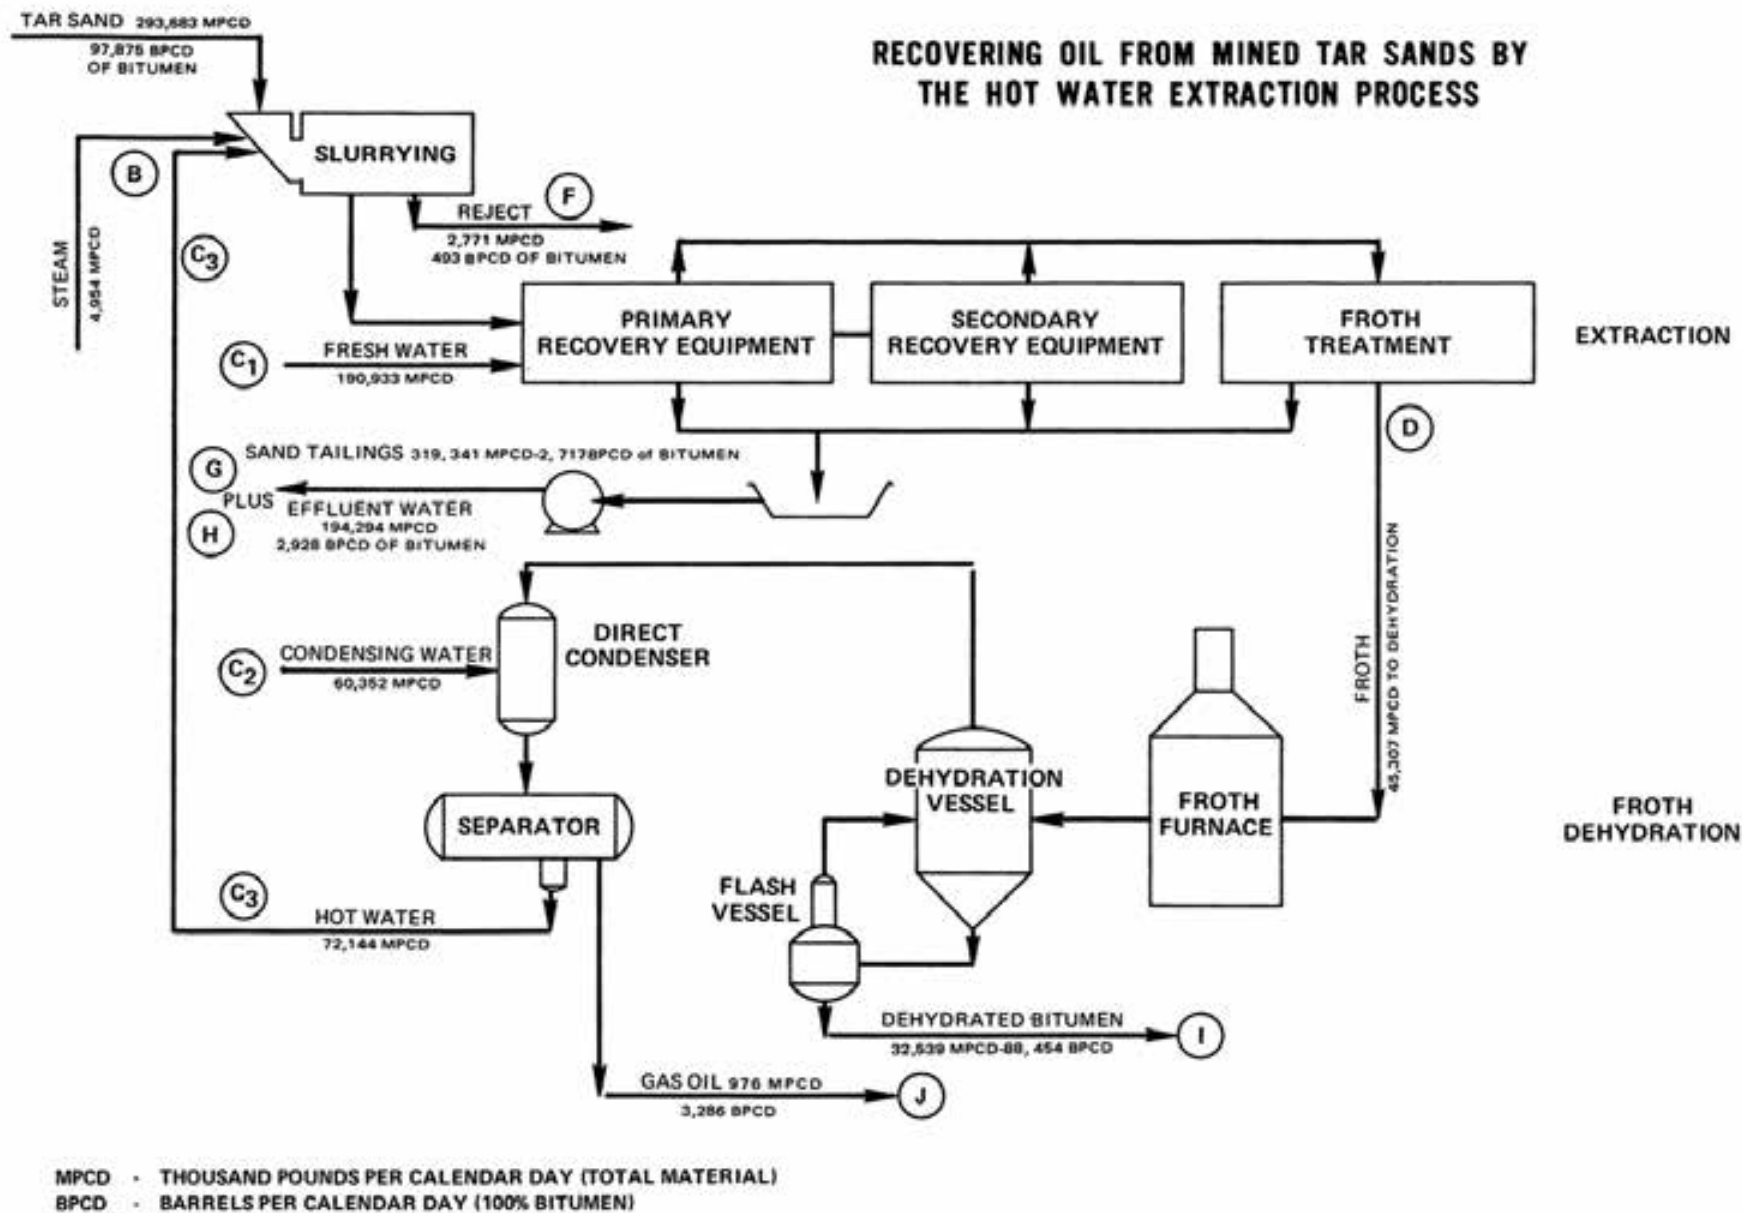 TAR SAND 293,683 MPCD
97,875 BPCD
OF BITUMEN
RECOVERING OIL FROM MINED TAR SANDS BY
THE HOT WATER EXTRACTION PROCESS
SLURRYING
B
F
REJECT
2,771 MPCD
493 BPCD OF BITUMEN
C3
STEAM
4,954 MPCD
PRIMARY
RECOVERY EQUIPMENT
SECONDARY
RECOVERY EQUIPMENT
FROTH
TREATMENT
EXTRACTION
C1
FRESH WATER
190,933 MPCD
D
G
SAND TAILINGS 319, 341 MPCD-2, 717BPCD of BITUMEN
PLUS
H
EFFLUENT WATER
194,294 MPCD
2,928 BPCD OF BITUMEN
FROTH
45,307 MPCD TO DEHYDRATION
DIRECT
CONDENSER
C2
CONDENSING WATER
60,352 MPCD
DEHYDRATION
VESSEL
FROTH
FURNACE
FROTH
DEHYDRATION
SEPARATOR
FLASH
VESSEL
C3
HOT WATER
72,144 MPCD
DEHYDRATED BITUMEN
32,539 MPCD-88, 454 BPCD
I
GAS OIL 976 MPCD
3,286 BPCD
J
MPCD - THOUSAND POUNDS PER CALENDAR DAY (TOTAL MATERIAL)
BPCD - BARRELS PER CALENDAR DAY (100% BITUMEN)